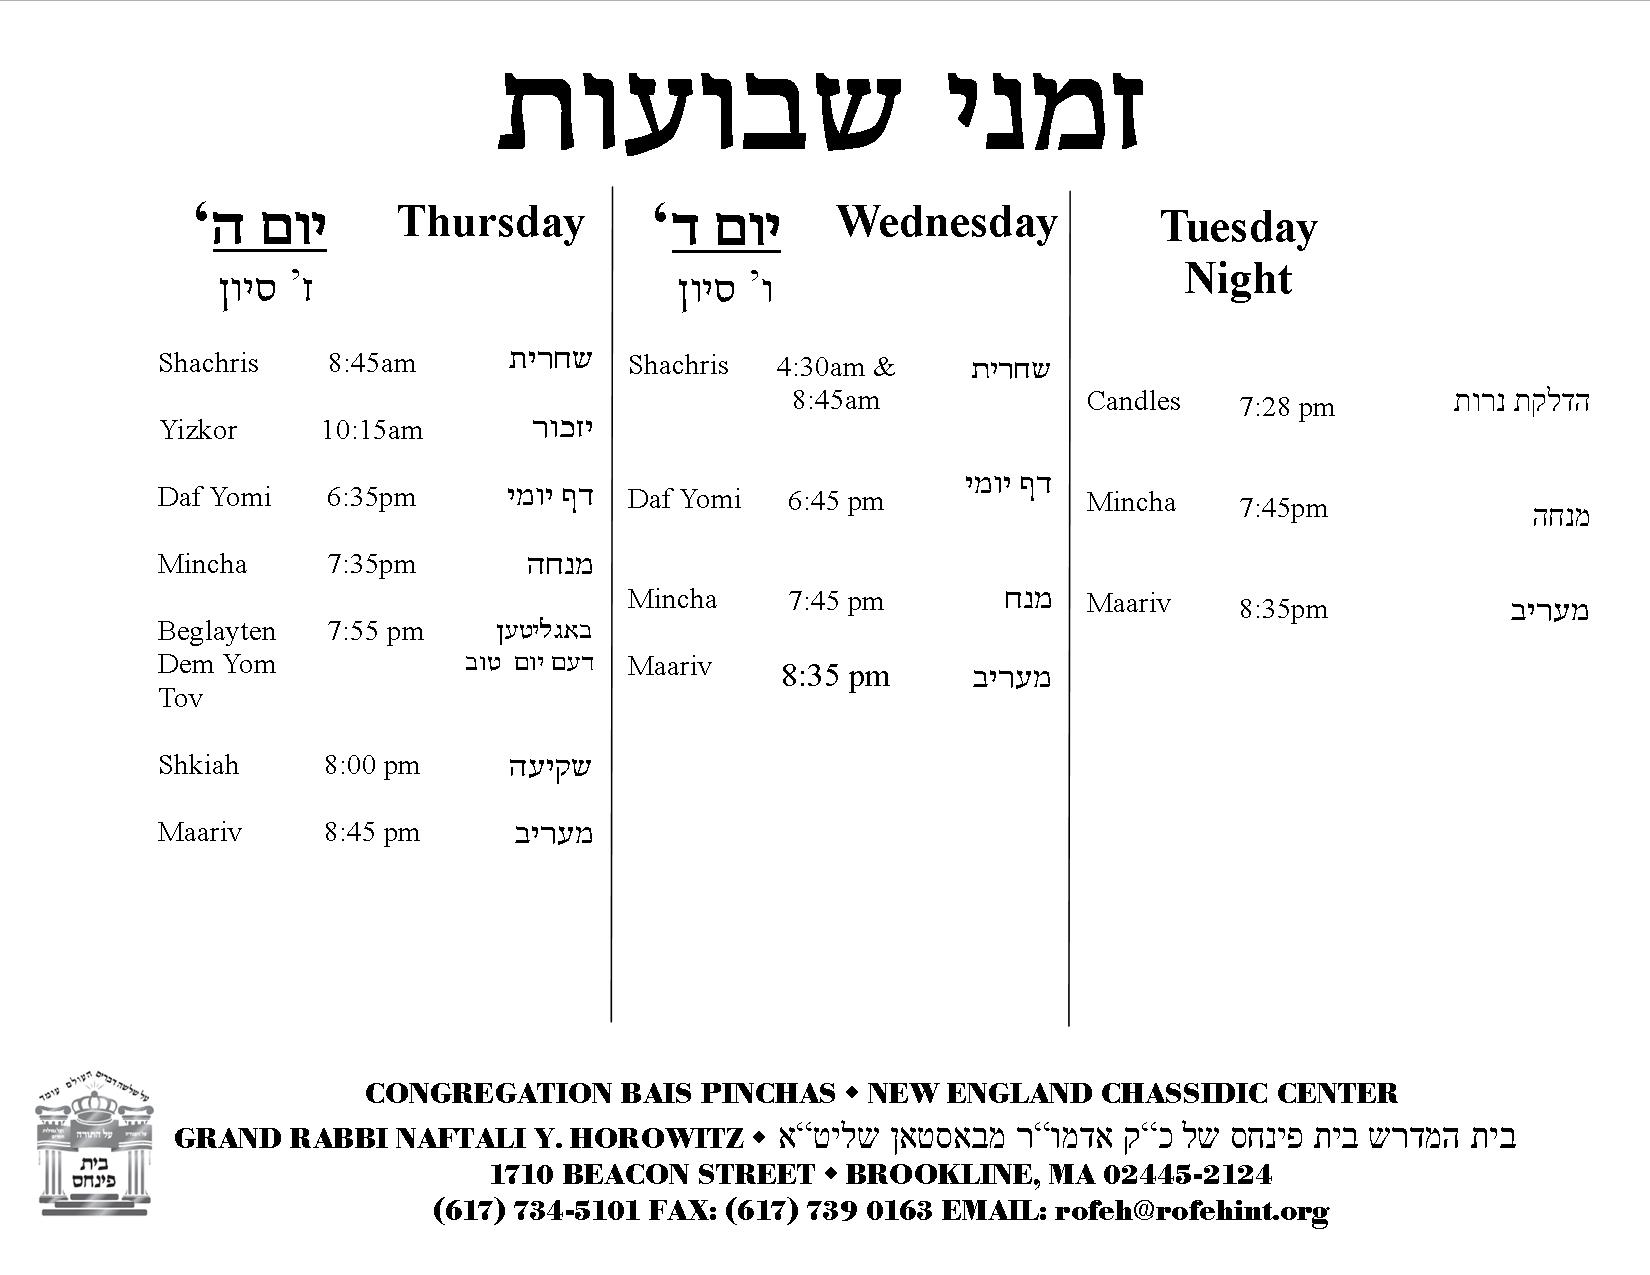 זמני שבועות
Tuesday
Night
Candles 7:28 pm הדלקת נרות
Mincha 7:45pm מנחה
Maariv 8:35pm מעריב
Wednesday יום ד‘
ו’ סיון
Shachris 4:30am & שחרית
8:45am
Daf Yomi 6:45 pm דף יומי
Mincha 7:45 pm מנח
Maariv 8:35 pm מעריב
Thursday יום ה‘
ז’ סיון
Shachris 8:45am שחרית
Yizkor 10:15am יזכור
Daf Yomi 6:35pm דף יומי
Mincha 7:35pm מנחה
Beglayten 7:55 pm באגליטען
Dem Yom דעם יום טוב
Tov
Shkiah 8:00 pm שקיעה
Maariv 8:45 pm מעריב
על שלשה דברים העולם עומד
על התורה
בית
פינחס
CONGREGATION BAIS PINCHAS ◆ NEW ENGLAND CHASSIDIC CENTER
GRAND RABBI NAFTALI Y. HOROWITZ ◆ בית המדרש בית פינחס של כ“ק אדמו“ר מבאסטאן שליט“א
1710 BEACON STREET ◆ BROOKLINE, MA 02445-2124
(617) 734-5101 FAX: (617) 739 0163 EMAIL: rofeh@rofehint.org